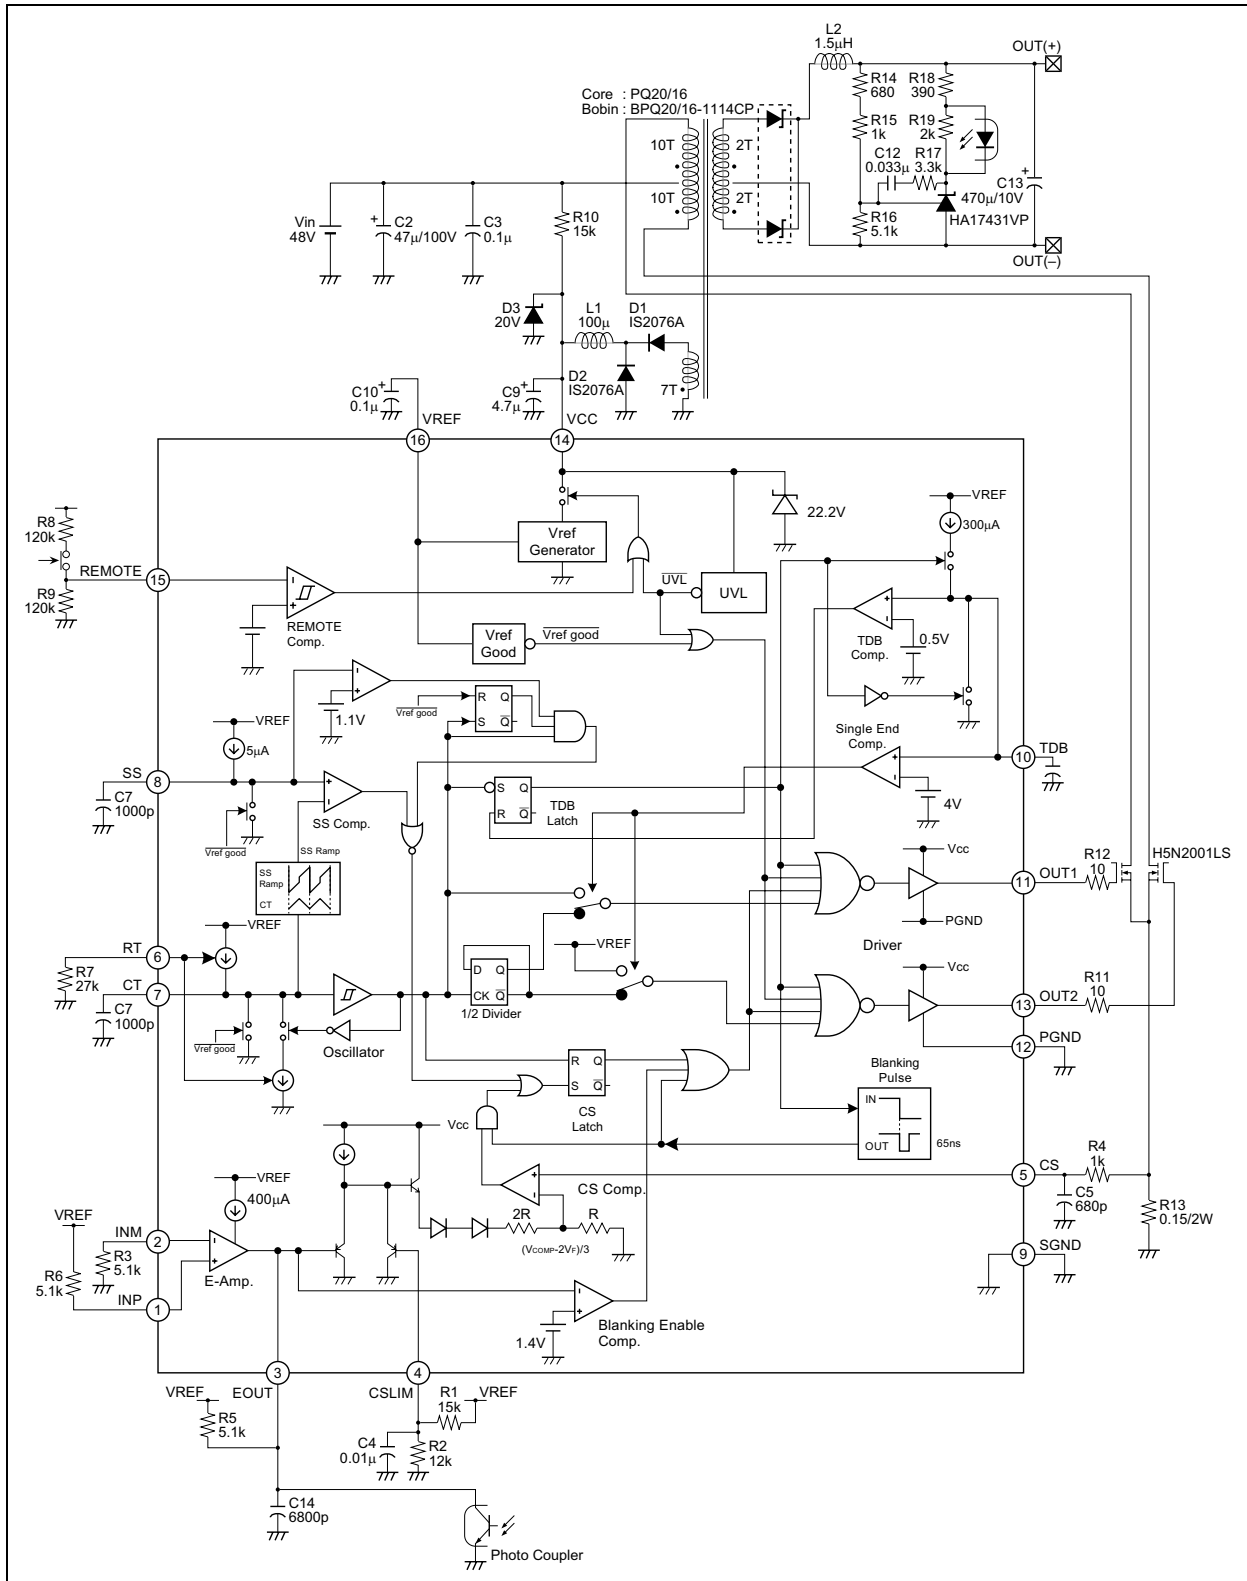 L2
1.5μH
OUT(+)
R14
680
R18
390
Core : PQ20/16
Bobin : BPQ20/16-1114CP
R15
1k
R19
2k
10T
2T
C12
0.033μ
R17
3.3k
C13
470μ/10V
10T
2T
Vin
48V
C2
47μ/100V
C3
0.1μ
R10
15k
R16
5.1k
HA17431VP
OUT(–)
D3
20V
L1
100μ
D1
IS2076A
D2
IS2076A
7T
C10
0.1μ
C9
4.7μ
VREF
VCC
16
14
R8
120k
REMOTE
15
R9
120k
Vref
Generator
22.2V
VREF
300μA
UVL
UVL
REMOTE
Comp.
Vref
Good
Vref good
TDB
Comp.
0.5V
1.1V
Vref good
R Q
S Q
Single End
Comp.
10
TDB
4V
VREF
5μA
SS
8
C7
1000p
Vref good
SS Comp.
S Q
R Q
TDB
Latch
SS Ramp
SS
Ramp
CT
Vcc
PGND
Driver
11
OUT1
R12
10
H5N2001LS
RT
6
R7
27k
CT
7
C7
1000p
VREF
Vref good
Oscillator
D Q
CK Q
1/2 Divider
VREF
Vcc
13
OUT2
R11
10
12
PGND
R Q
S Q
CS
Latch
Blanking
Pulse
IN
OUT
65ns
Vcc
CS Comp.
5
CS
R4
1k
C5
680p
R13
0.15/2W
VREF
400μA
2R
R
(VCOMP-2VF)/3
VREF
INM
2
R3
5.1k
R6
5.1k
INP
1
E-Amp.
9
SGND
1.4V
Blanking Enable
Comp.
3
EOUT
4
CSLIM
VREF
R5
5.1k
R1
15k
VREF
C4
0.01μ
R2
12k
C14
6800p
Photo Coupler